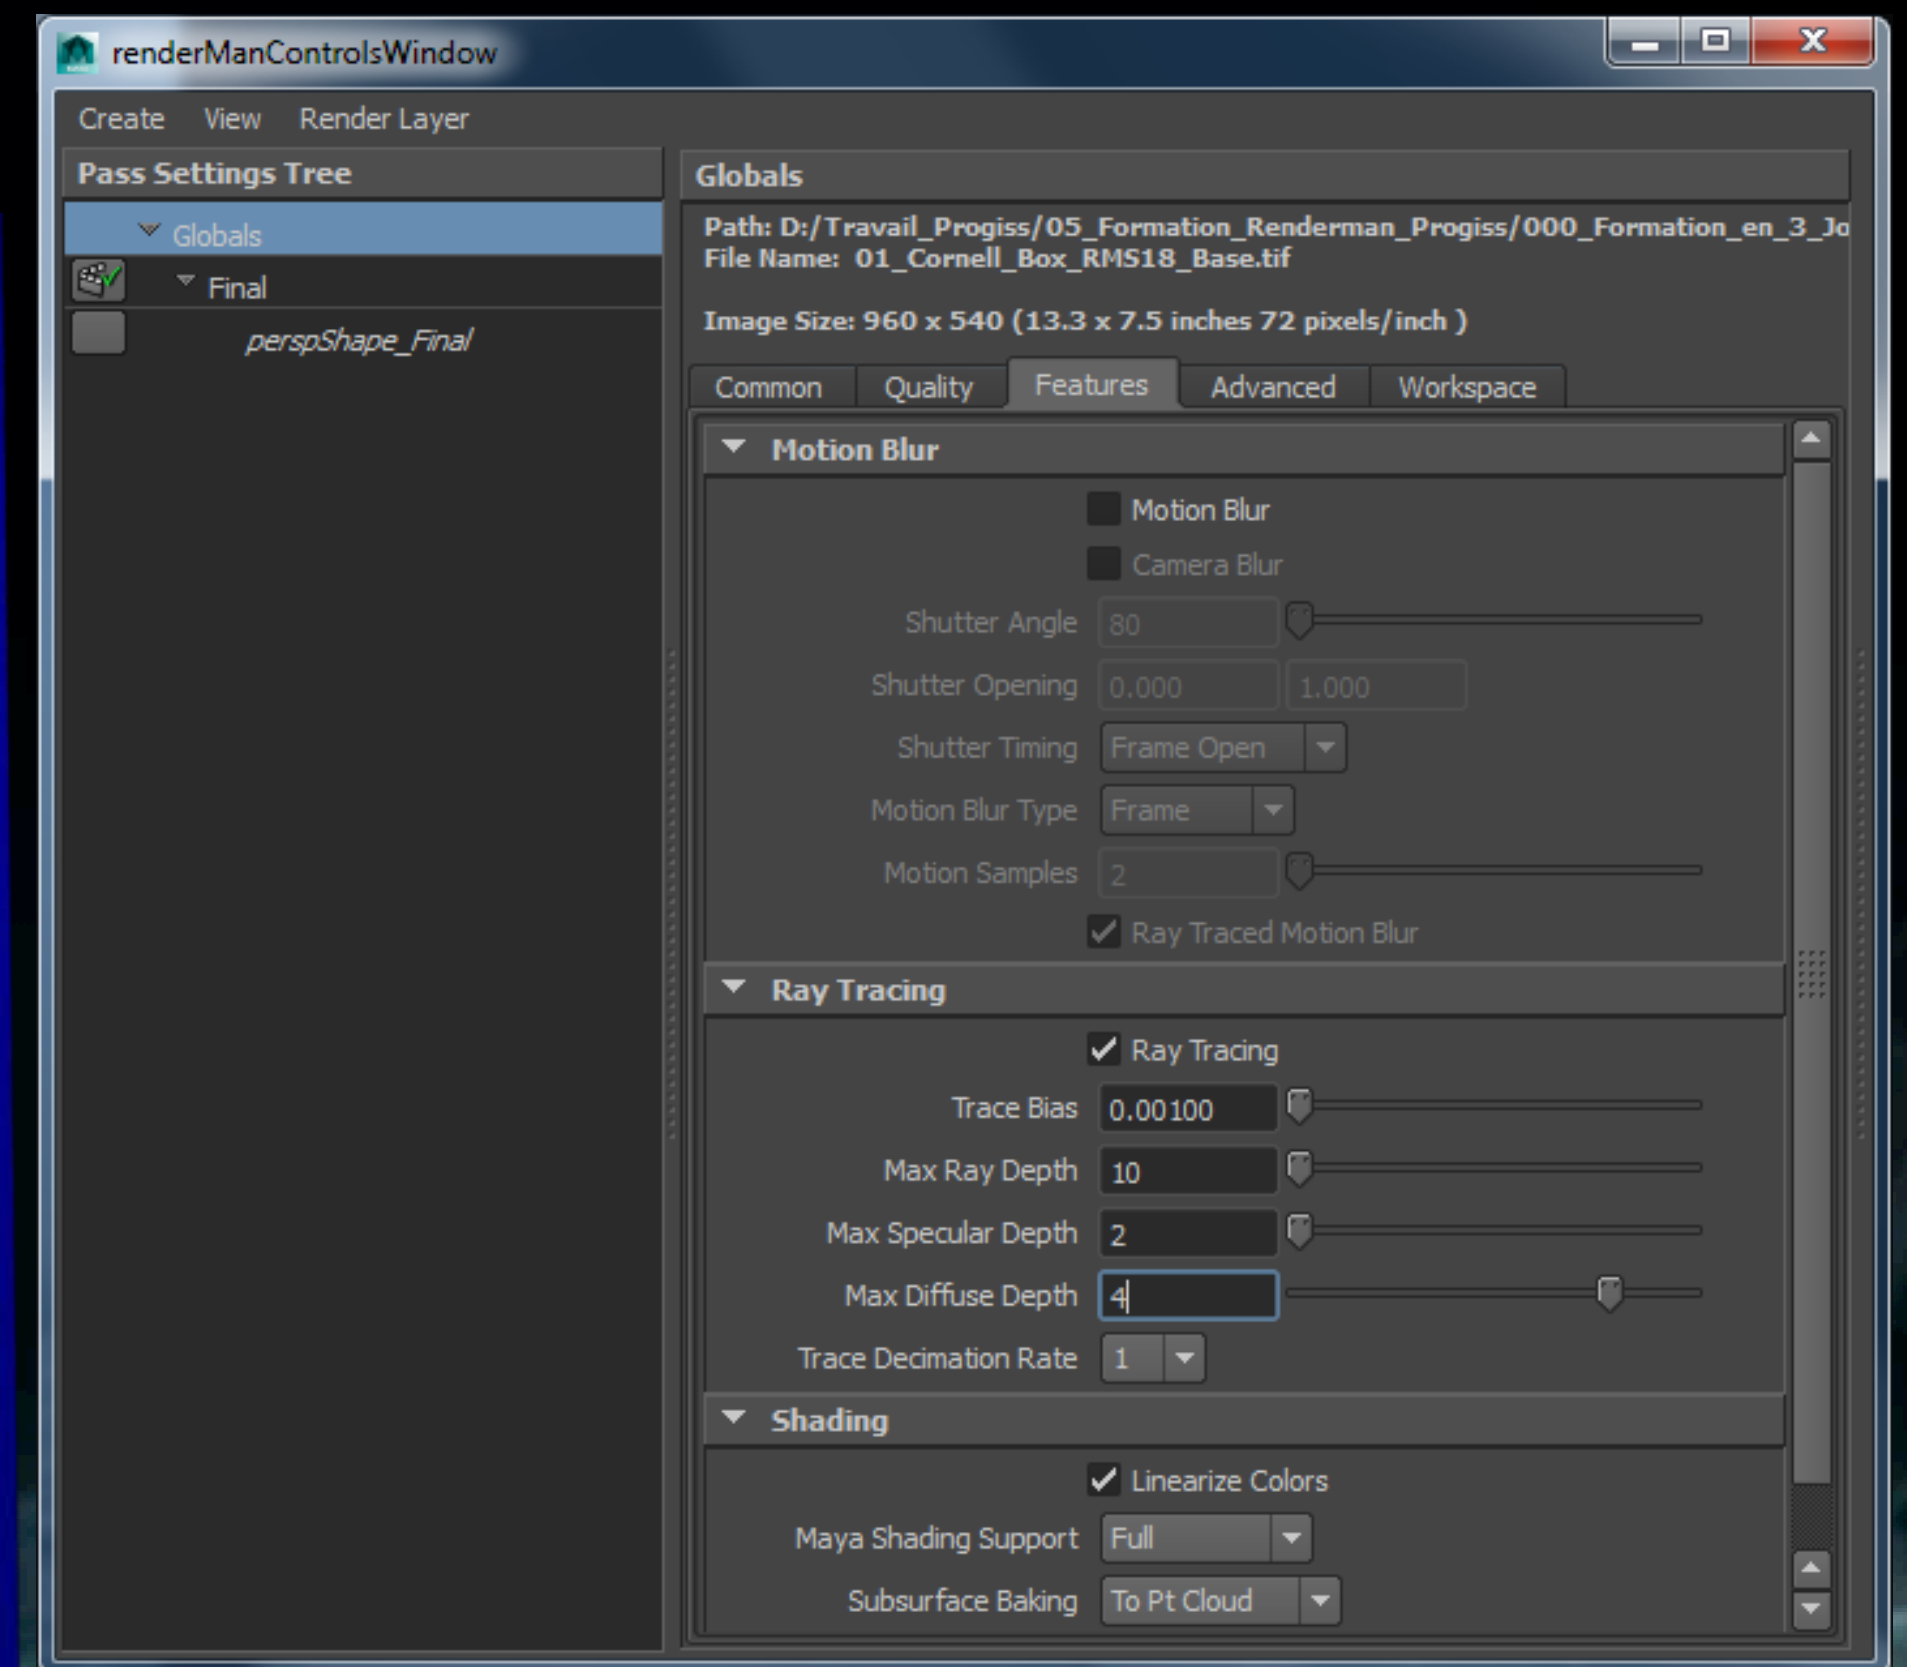 renderManControlsWindow
Create View Render Layer
Pass Settings Tree
Globals
Final
perspShape_Final
Globals
Path: D:/Travail_Progiss/05_Formation_Renderman_Progiss/000_Formation_en_3_Jo
File Name: 01_Cornell_Box_RMS18_Base.tif
Image Size: 960 x 540 (13.3 x 7.5 inches 72 pixels/inch )
Common Quality Features Advanced Workspace
Motion Blur
Motion Blur
Camera Blur
Shutter Angle 80
Shutter Opening 0.000 1.000
Shutter Timing Frame Open
Motion Blur Type Frame
Motion Samples 2
Ray Traced Motion Blur
Ray Tracing
Ray Tracing
Trace Bias 0.00100
Max Ray Depth 10
Max Specular Depth 2
Max Diffuse Depth 4
Trace Decimation Rate 1
Shading
Linearize Colors
Maya Shading Support Full
Subsurface Baking To Pt Cloud